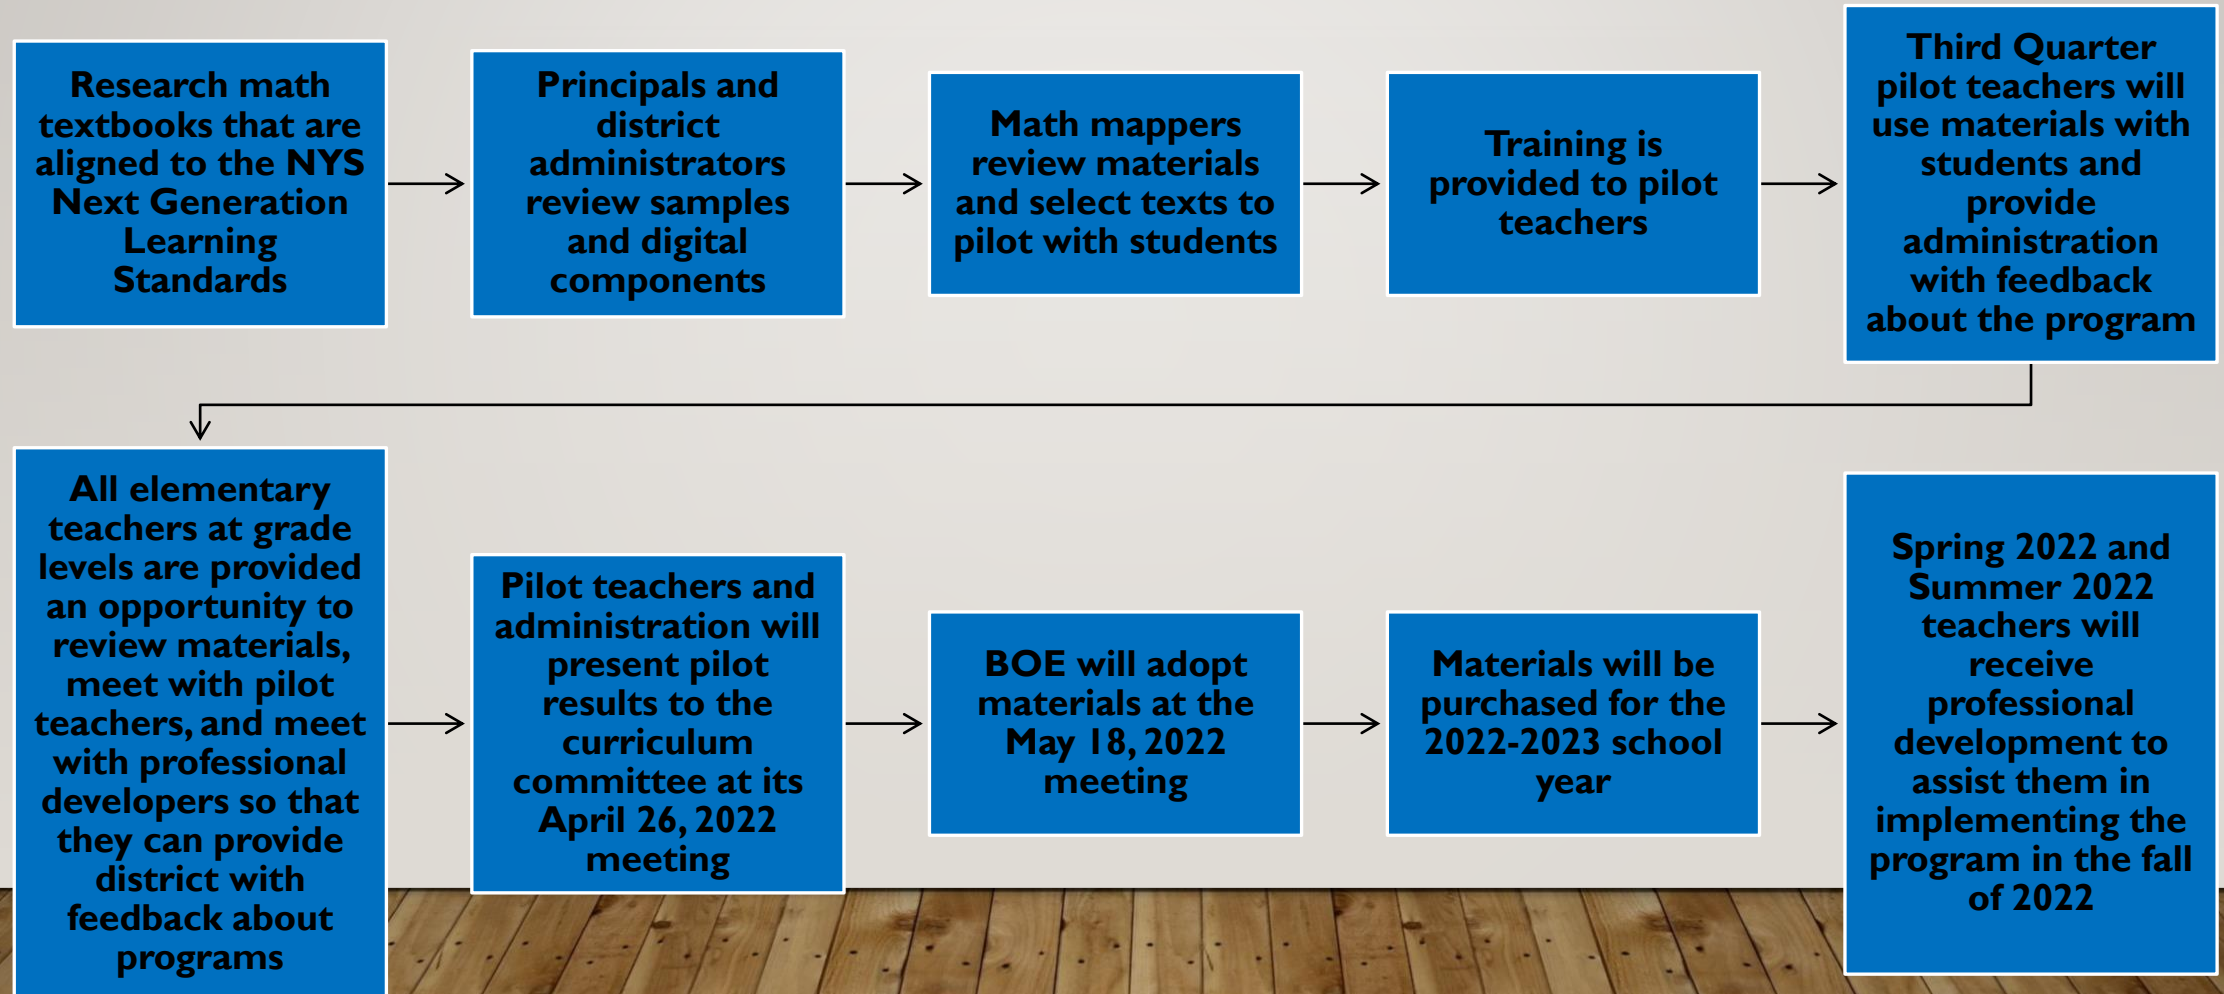 Research math
textbooks that are
aligned to the NYS
Next Generation
Learning
Standards
Principals and
district
administrators
review samples
and digital
components
Math mappers
review materials
and select texts to
pilot with students
Training is
provided to pilot
teachers
Third Quarter
pilot teachers will
use materials with
students and
provide
administration
with feedback
about the program
All elementary
teachers at grade
levels are provided
an opportunity to
review materials,
meet with pilot
teachers, and meet
with professional
developers so that
they can provide
district with
feedback about
programs
Pilot teachers and
administration will
present pilot
results to the
curriculum
committee at its
April 26, 2022
meeting
BOE will adopt
materials at the
May 18, 2022
meeting
Materials will be
purchased for the
2022-2023 school
year
Spring 2022 and
Summer 2022
teachers will
receive
professional
development to
assist them in
implementing the
program in the fall
of 2022